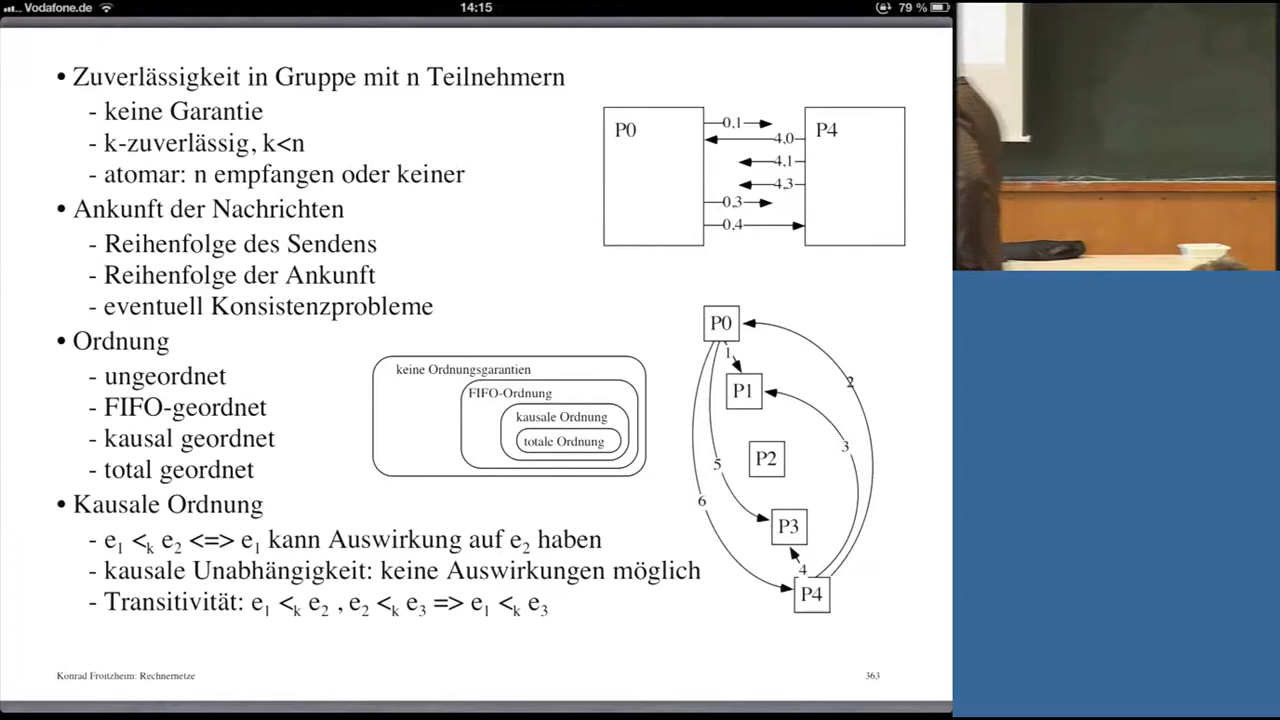 Vodafone.de
14:15
79 %
• Zuverlässigkeit in Gruppe mit n Teilnehmern
- keine Garantie
- k-zuverlässig, k<n
- atomar: n empfangen oder keiner
• Ankunft der Nachrichten
- Reihenfolge des Sendens
- Reihenfolge der Ankunft
- eventuell Konsistenzprobleme
• Ordnung
- ungeordnet
- FIFO-geordnet
- kausal geordnet
- total geordnet
• Kausale Ordnung
- e1 <k e2 <=> e1 kann Auswirkung auf e2 haben
- kausale Unabhängigkeit: keine Auswirkungen möglich
- Transitivität: e1 <k e2 , e2 <k e3 => e1 <k e3
P0
P4
0,1
4,0
4,1
4,3
0,3
0,4
keine Ordnungsgarantien
FIFO-Ordnung
kausale Ordnung
totale Ordnung
P0
1
P1
2
3
P2
5
6
P3
4
P4
Konrad Froitzheim: Rechnernetze
363